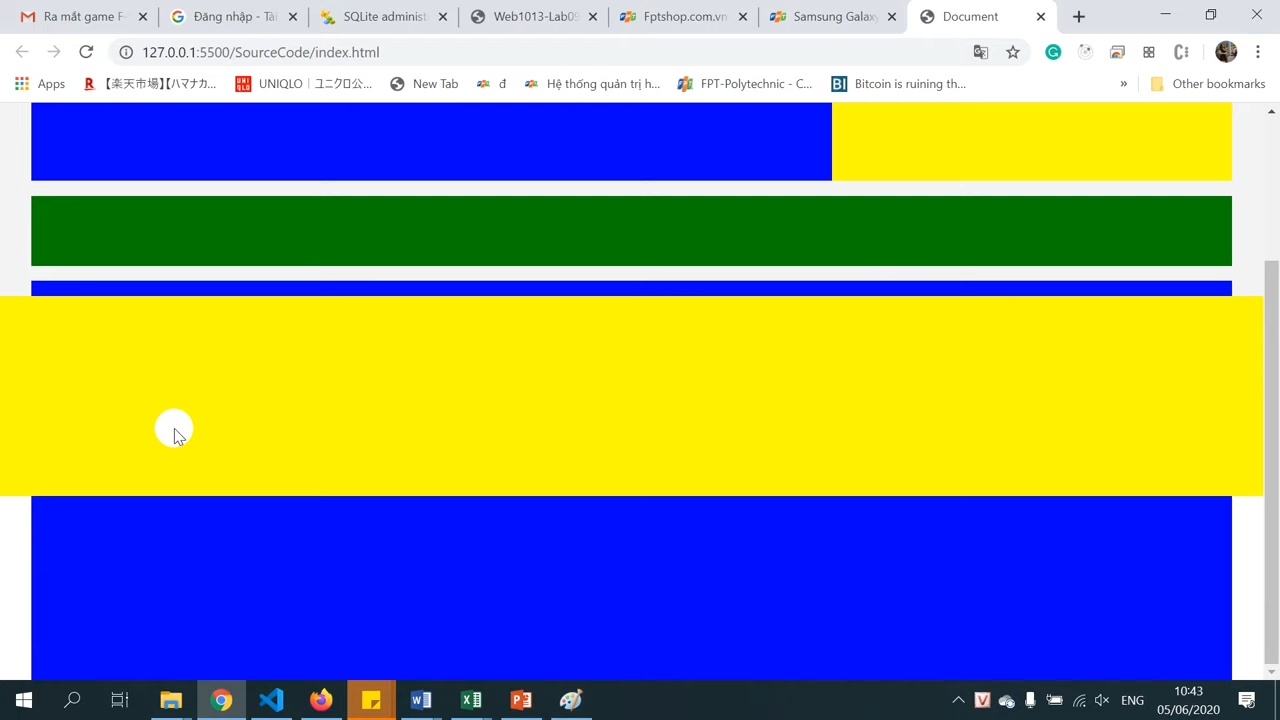 Ra mắt game F
Đăng nhập - Tài
SQLite administ
Web1013-Lab09
Fptshop.com.vn
Samsung Galax
Document
127.0.0.1:5500/SourceCode/index.html
Apps
【楽天市場】【ハマナカ...
UNIQLO | ユニクロ公...
New Tab
đ
Hệ thống quản trị h...
FPT-Polytechnic - C...
BI
Bitcoin is ruining th...
»
Other bookmarks
ENG
10:43
05/06/2020